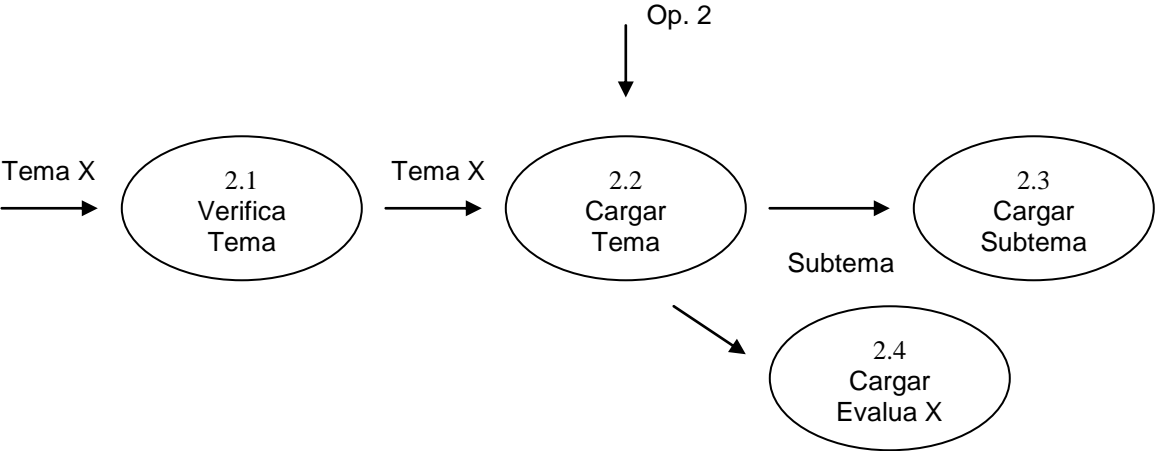 Op. 2
Tema X
Tema X
2.1
Verifica
Tema
2.2
Cargar
Tema
2.3
Cargar
Subtema
Subtema
2.4
Cargar
Evalua X